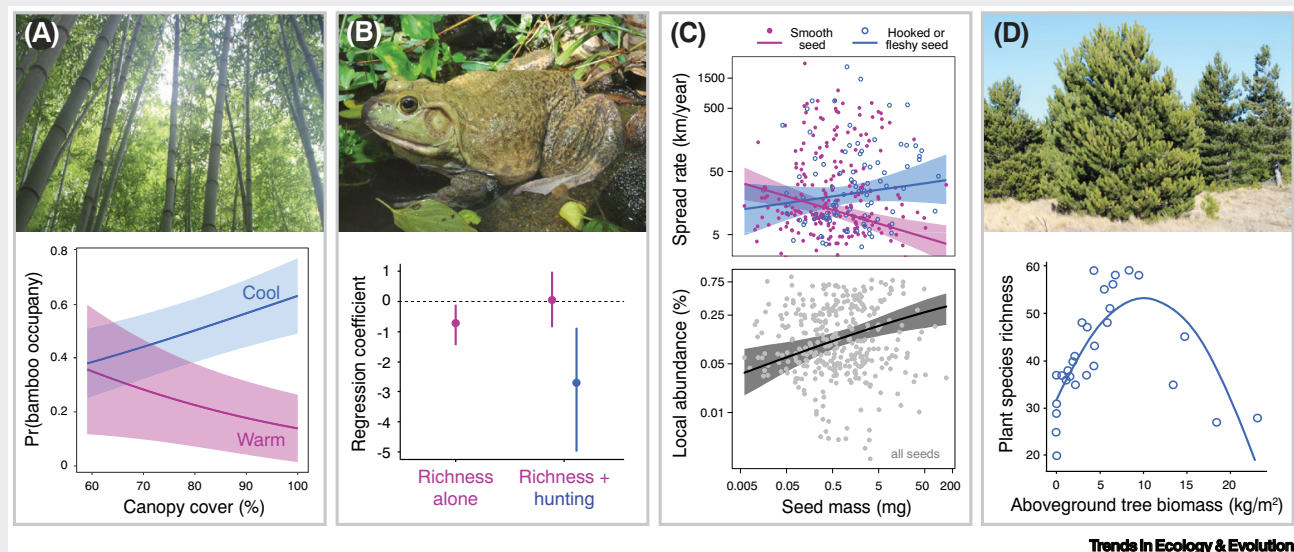 (A)
0.8
0.6
0.4
0.2
0
Pr(bamboo occupany)
Cool
Warm
60 70 80 90 100
Canopy cover (%)
(B)
1
0
-1
-2
-3
-4
-5
Regression coefficient
Richness
alone
Richness +
hunting
(C)
Smooth
seed
Hooked or
fleshy seed
1500
500
50
5
Spread rate (km/year)
0.75
0.25
0.05
0.01
Local abundance (%)
all seeds
0.005 0.05 0.5 5 50 200
Seed mass (mg)
(D)
60
50
40
30
20
Plant species richness
0 5 10 15 20
Aboveground tree biomass (kg/m²)
Trends in Ecology & Evolution